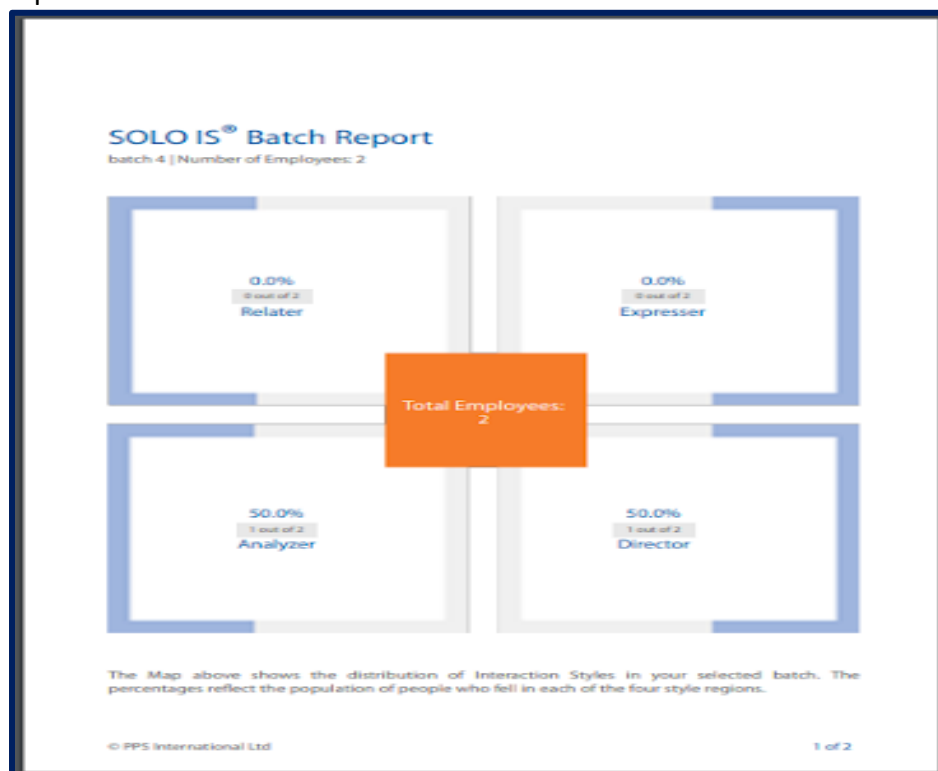 SOLO IS® Batch Report
batch 4 | Number of Employees: 2
0.0%
0 out of 2
Relater
0.0%
0 out of 2
Expresser
Total Employees:
2
50.0%
1 out of 2
Analyzer
50.0%
1 out of 2
Director
The Map above shows the distribution of Interaction Styles in your selected batch. The
percentages reflect the population of people who fell in each of the four style regions.
© PPS International Ltd
1 of 2